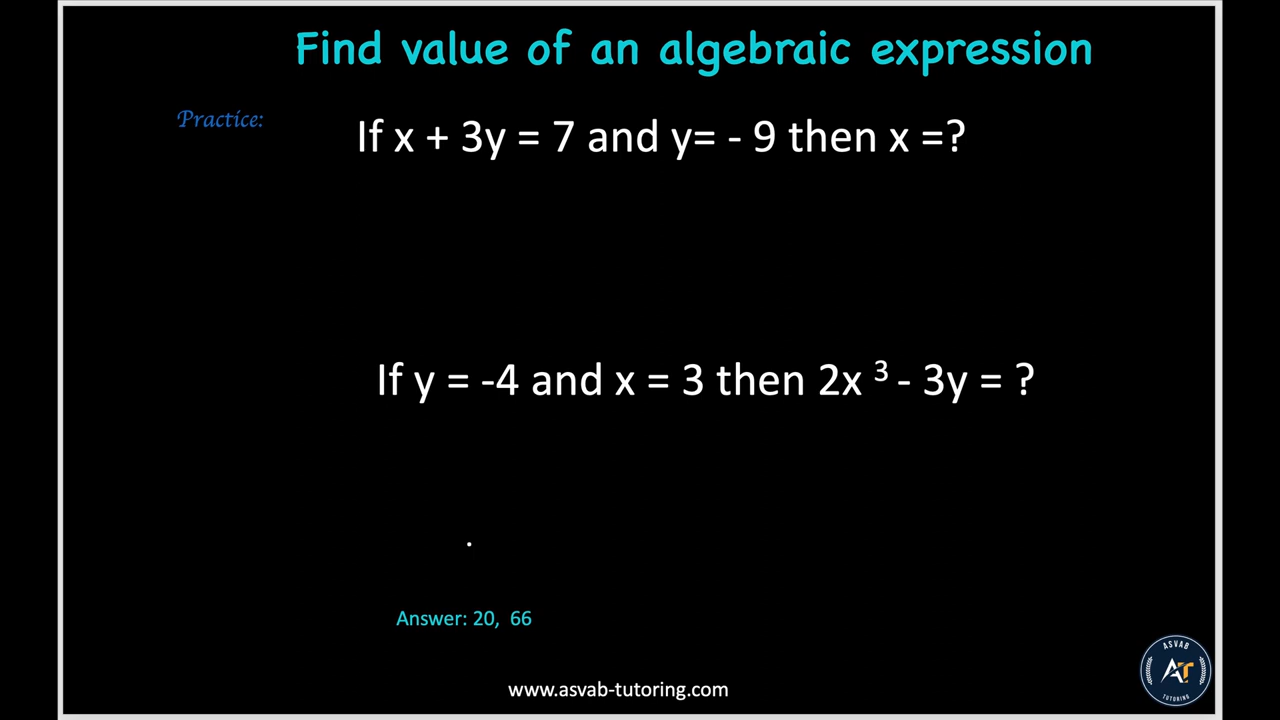 Find value of an algebraic expression
Practice:
If x + 3y = 7 and y= - 9 then x =?
If y = -4 and x = 3 then 2x ³ - 3y = ?
.
Answer: 20,  66
www.asvab-tutoring.com
ASVAB
AT
TUTORING